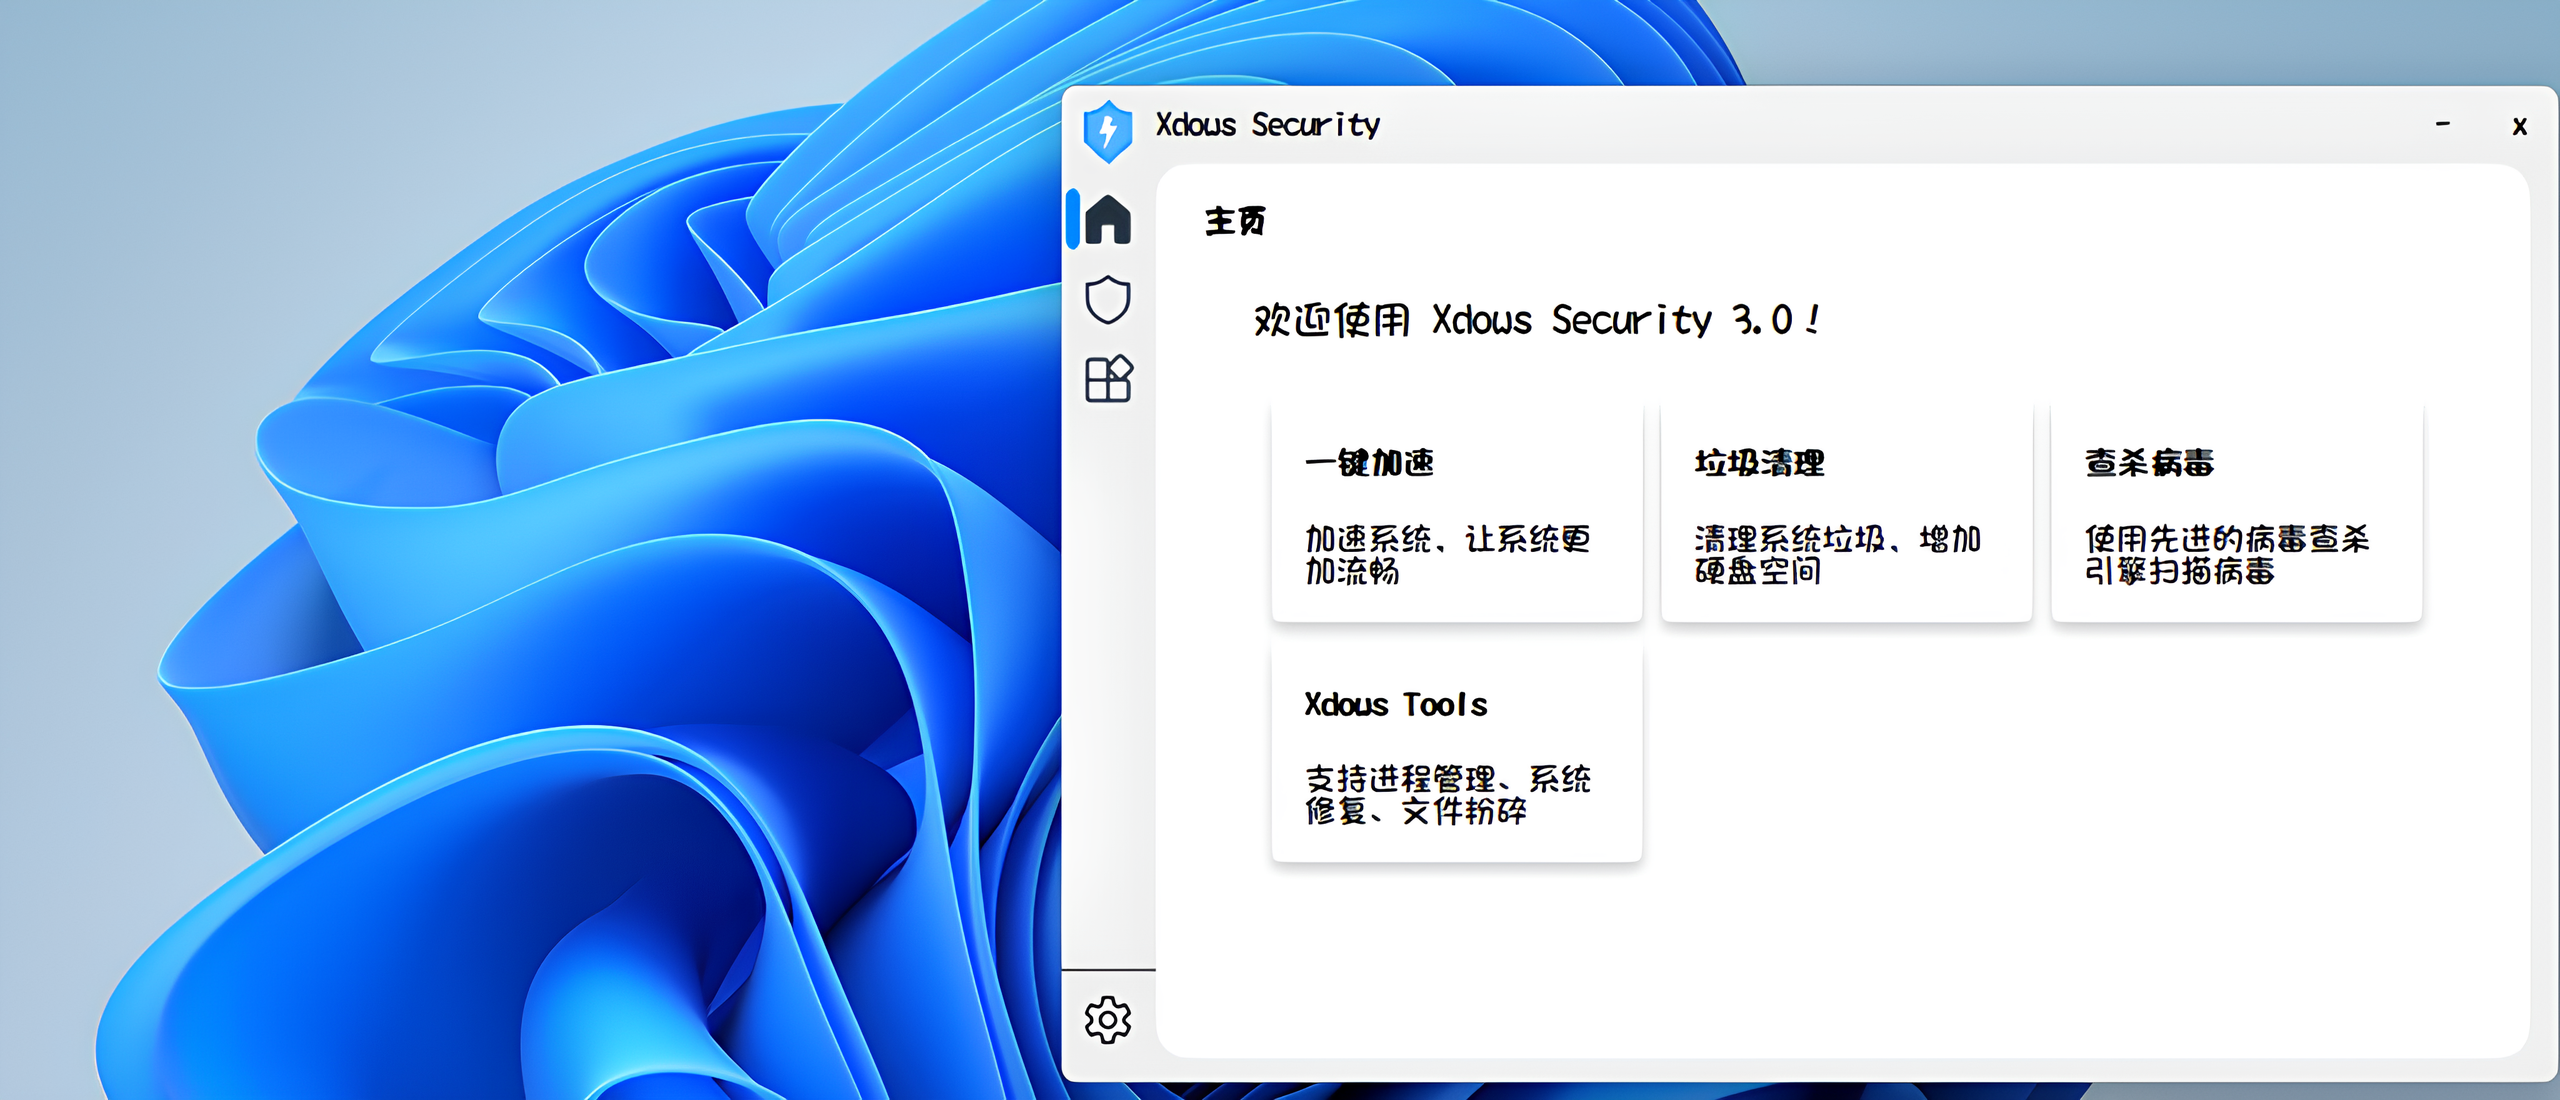 Xdows Security
主页
欢迎使用 Xdows Security 3.0！
一键加速
加速系统，让系统更
加流畅
垃圾清理
清理系统垃圾、增加
硬盘空间
查杀病毒
使用先进的病毒查杀
引擎扫描病毒
Xdows Tools
支持进程管理、系统
修复、文件粉碎